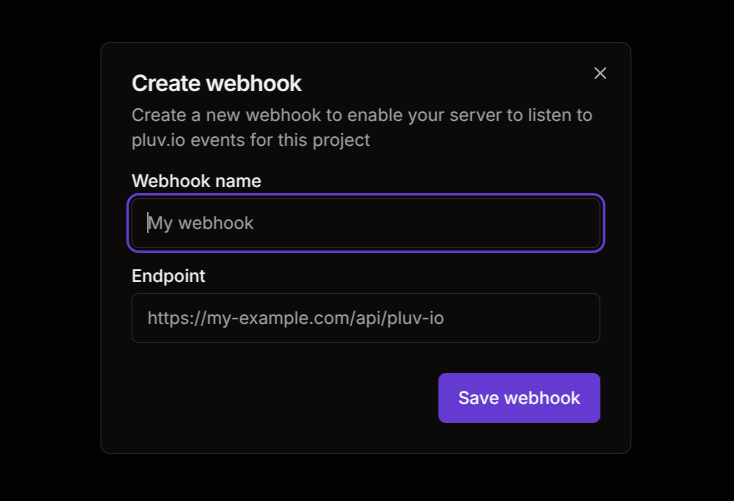 Create webhook
Create a new webhook to enable your server to listen to
pluv.io events for this project
Webhook name
My webhook
Endpoint
https://my-example.com/api/pluv-io
Save webhook